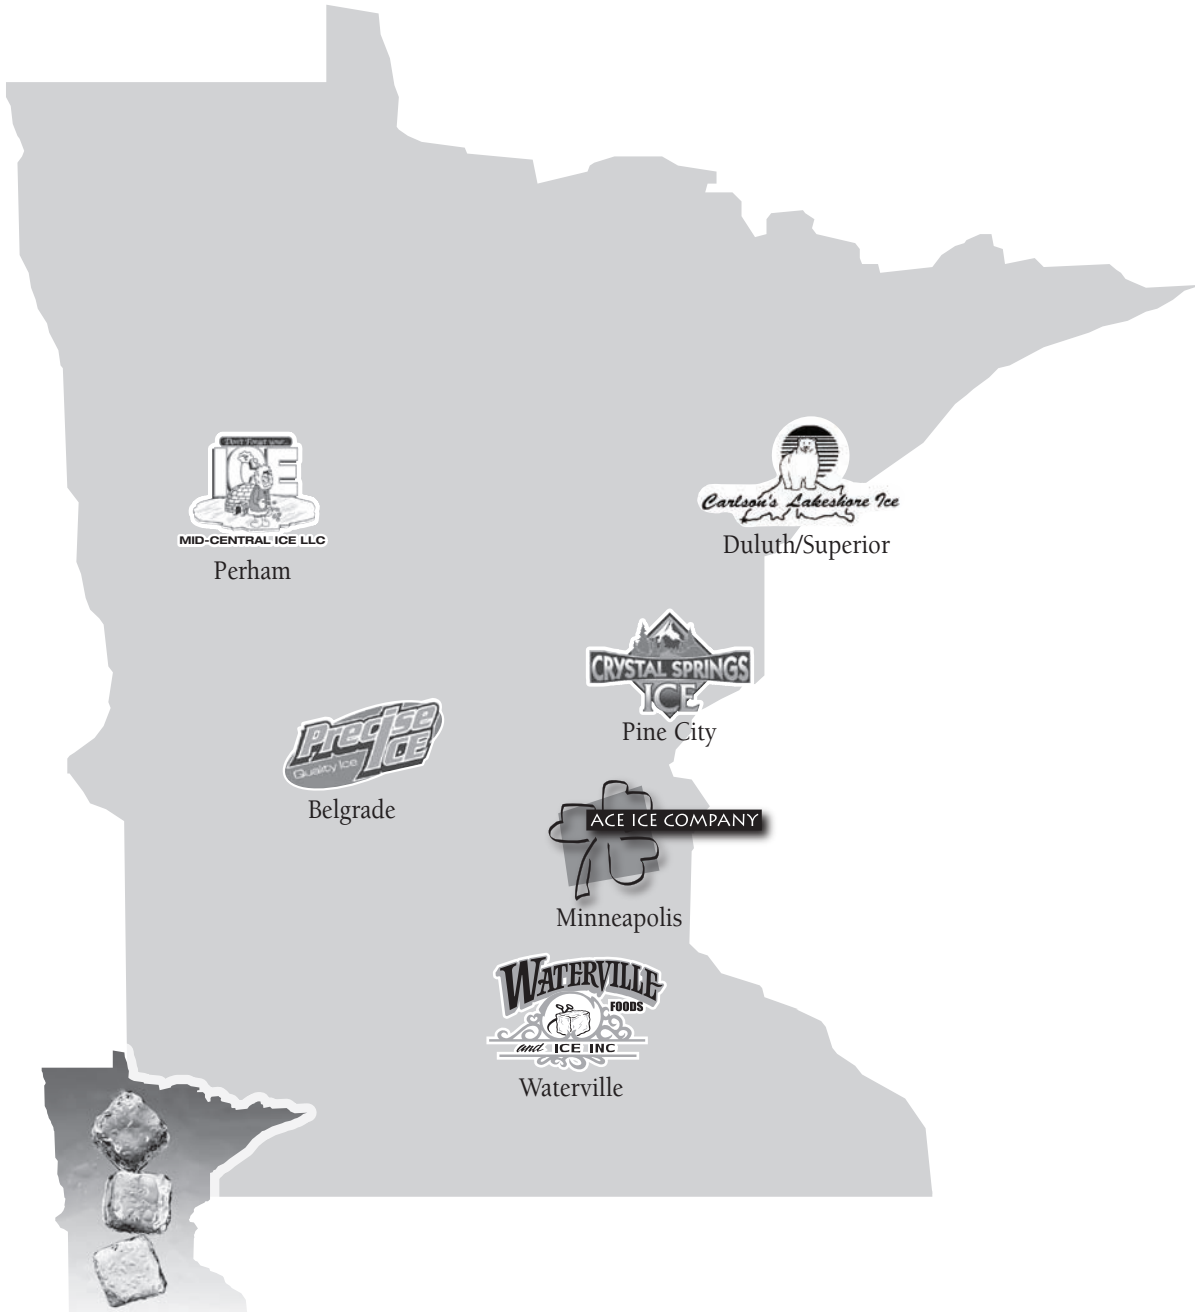 Don't Forget your...
ICE
MID-CENTRAL ICE LLC
Perham
Carlson's Lakeshore Ice
Duluth/Superior
CRYSTAL SPRINGS
ICE
Pine City
Precise
ICE
Quality Ice
Belgrade
ACE ICE COMPANY
Minneapolis
WATERVILLE
FOODS
and ICE INC
Waterville